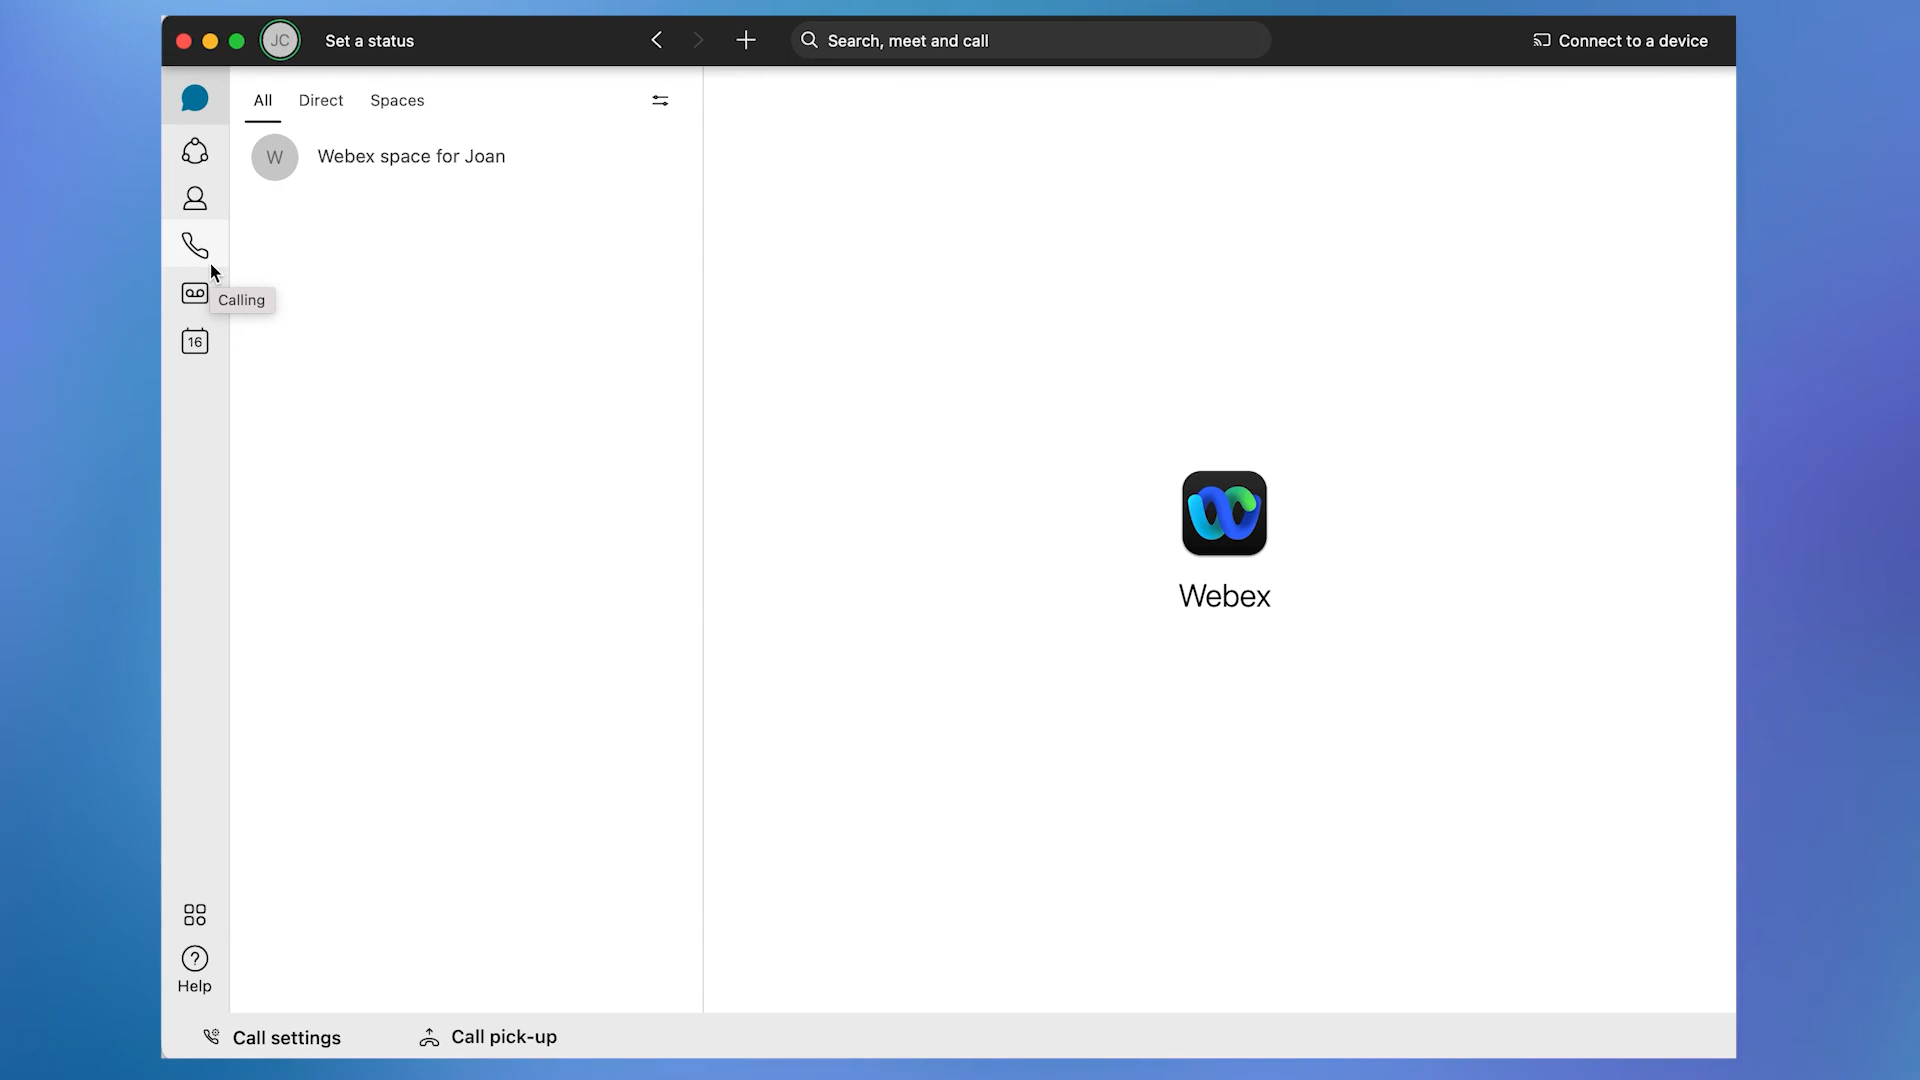 JC
Set a status
Search, meet and call
Connect to a device
All
Direct
Spaces
W
Webex space for Joan
Calling
16
Webex
?
Help
Call settings
Call pick-up